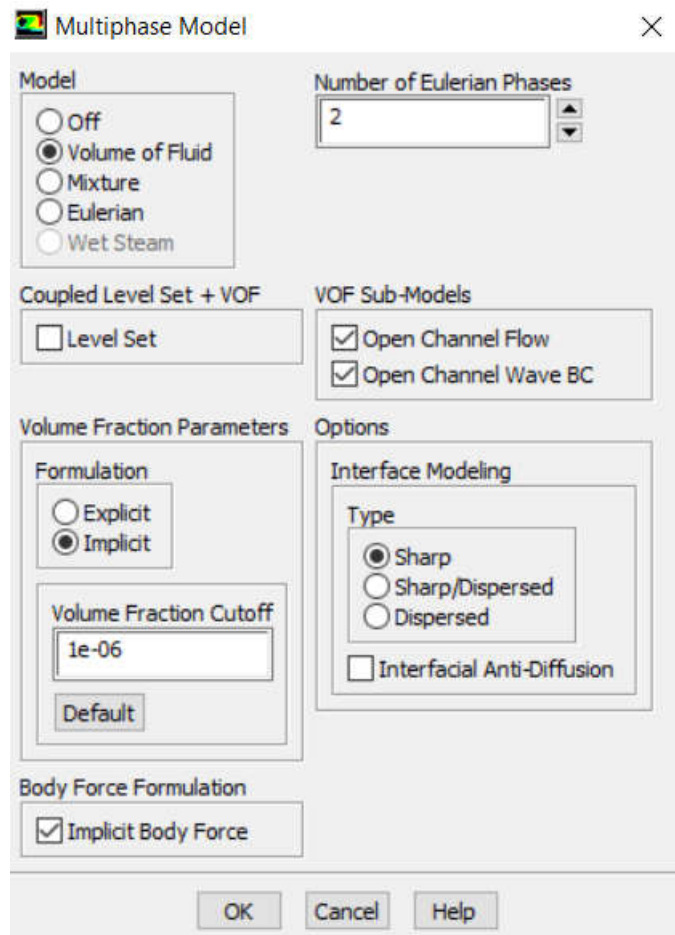 Multiphase Model
Model
Off
Volume of Fluid
Mixture
Eulerian
Wet Steam
Number of Eulerian Phases
2
Coupled Level Set + VOF
Level Set
VOF Sub-Models
Open Channel Flow
Open Channel Wave BC
Volume Fraction Parameters
Formulation
Explicit
Implicit
Volume Fraction Cutoff
1e-06
Default
Options
Interface Modeling
Type
Sharp
Sharp/Dispersed
Dispersed
Interfacial Anti-Diffusion
Body Force Formulation
Implicit Body Force
OK
Cancel
Help